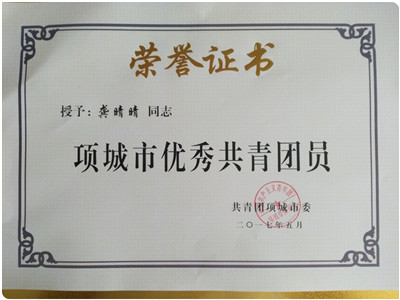 荣誉证书
授予：龚晴晴 同志
项城市优秀共青团员
共青团项城市委
二〇一七年五月